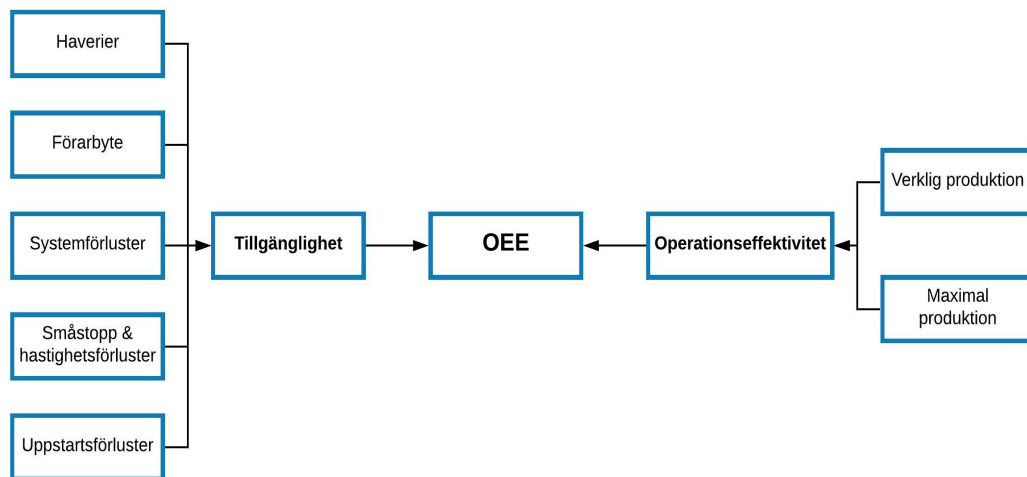 Haverier
Förarbyte
Systemförluster
Småstopp &
hastighetsförluster
Uppstartsförluster
Tillgänglighet
OEE
Operationseffektivitet
Verklig produktion
Maximal
produktion